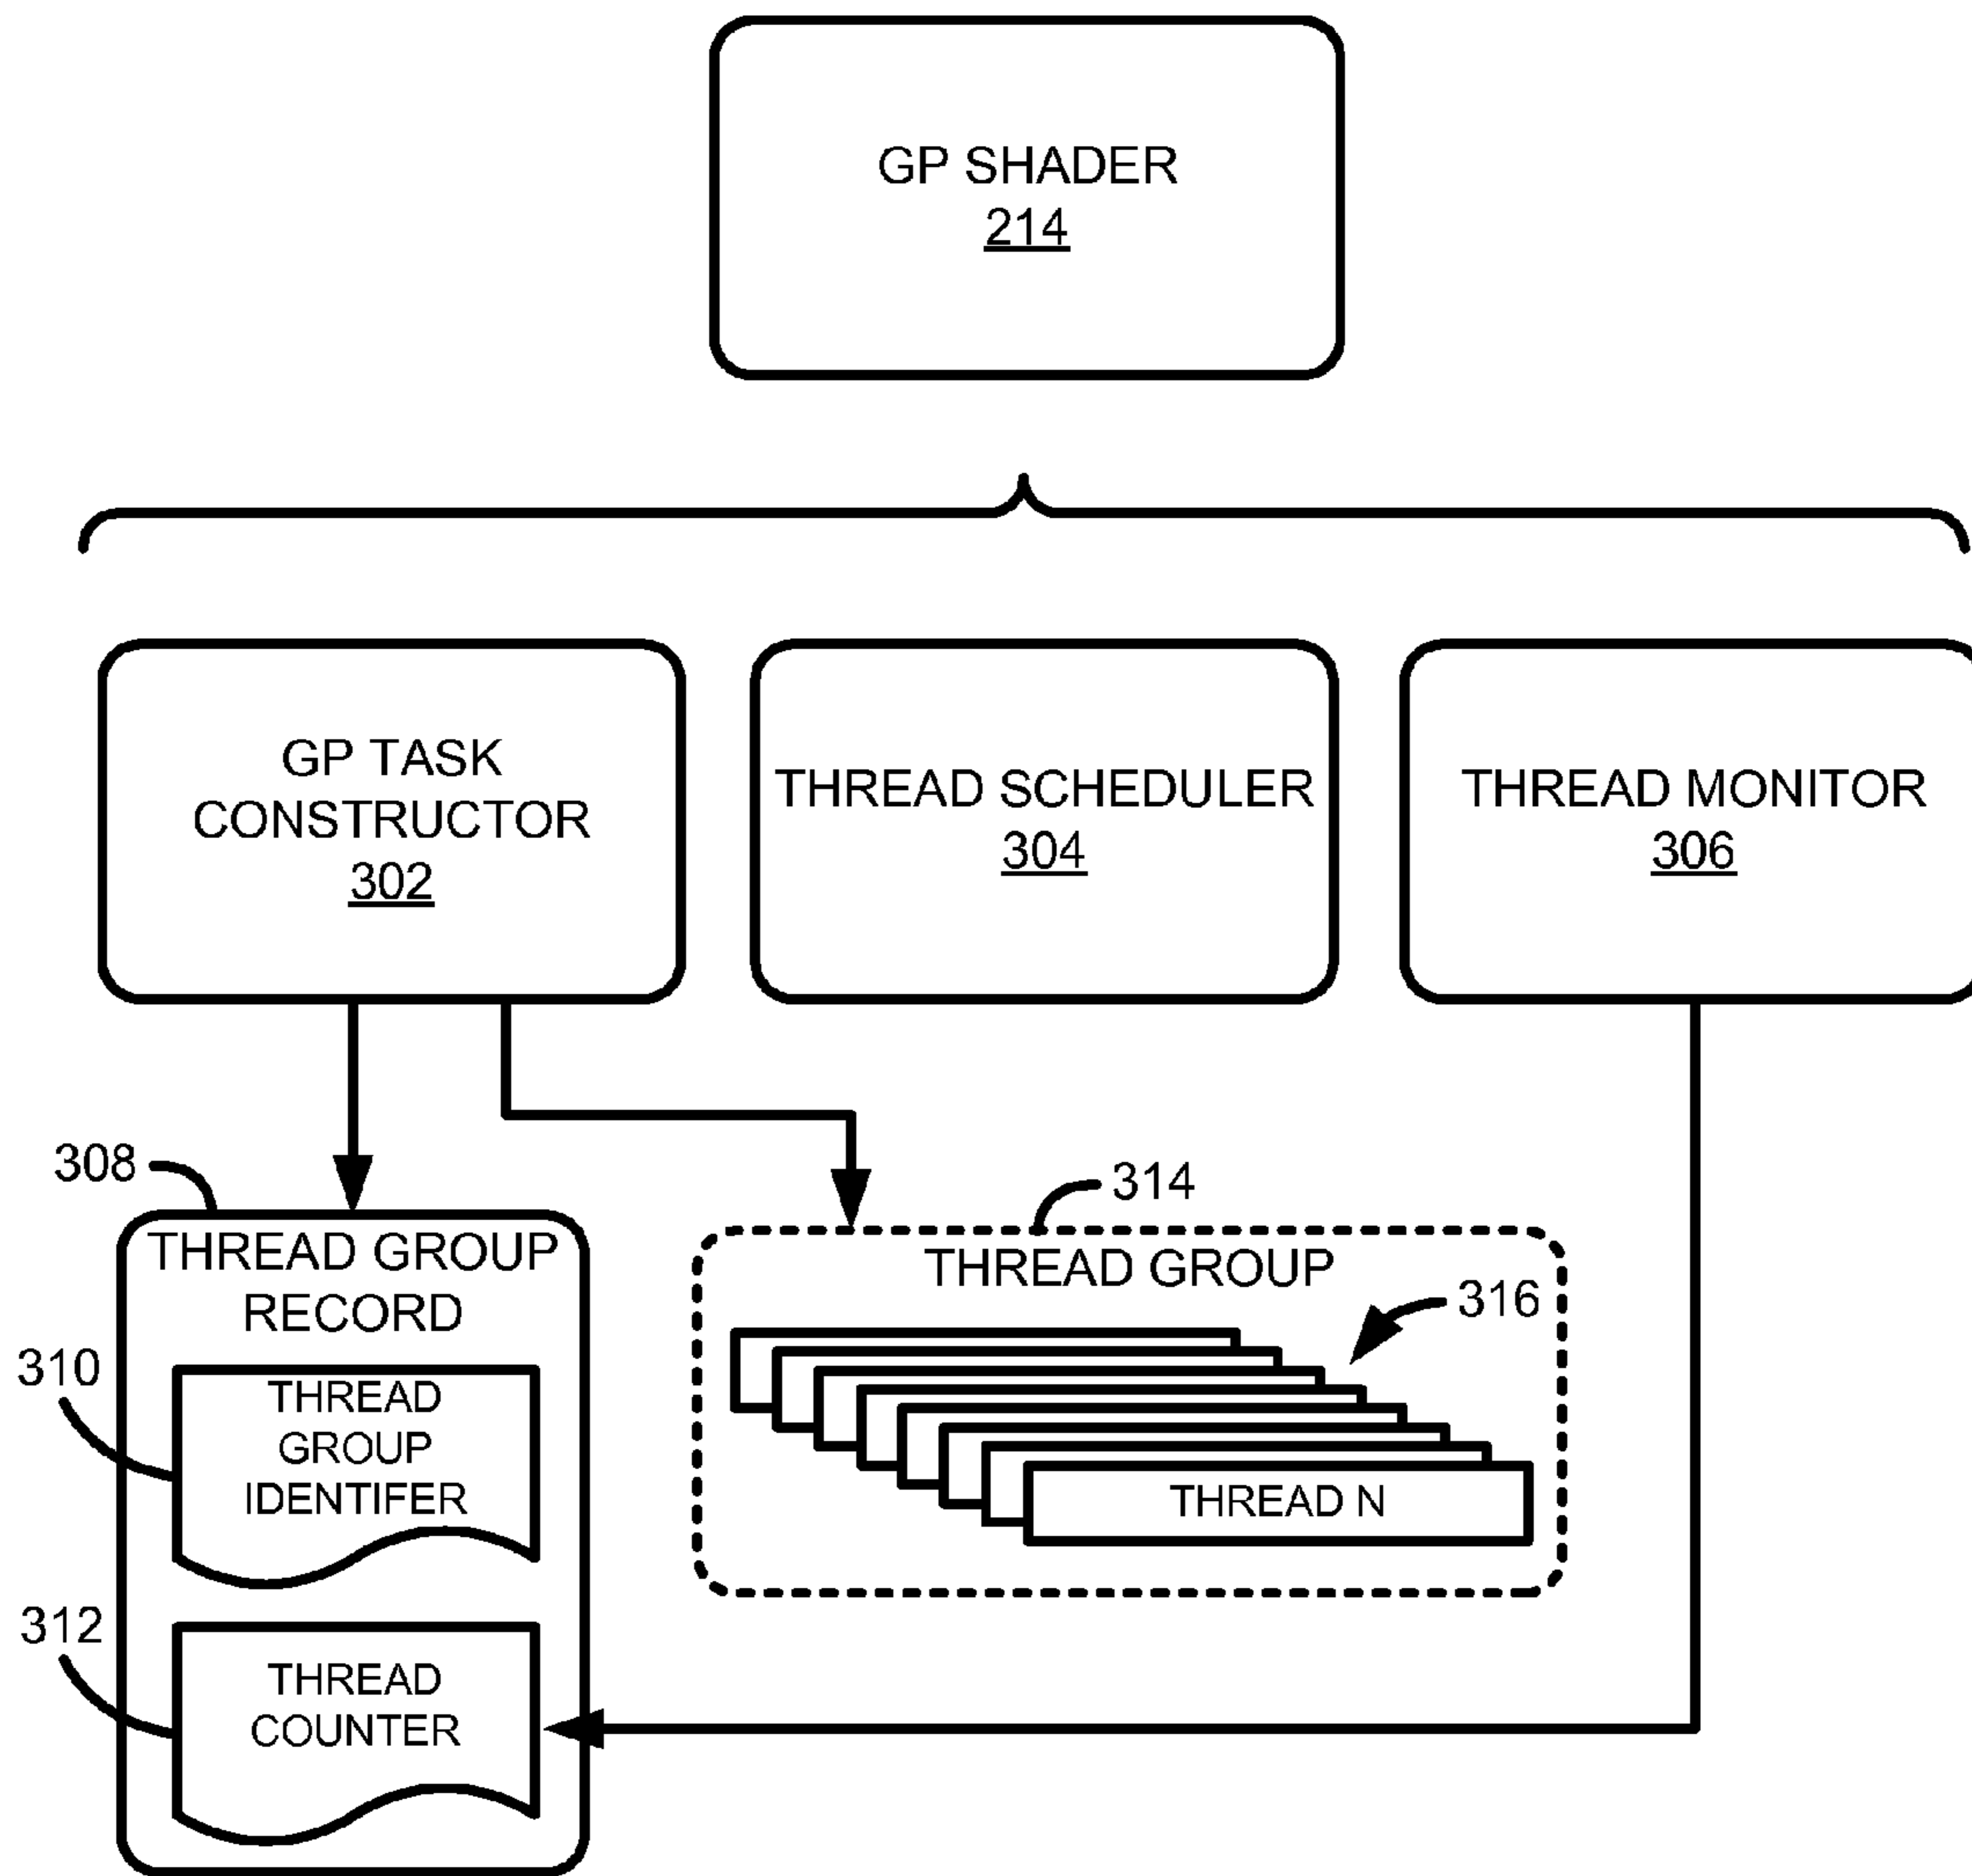 GP SHADER
214
GP TASK
CONSTRUCTOR
302
THREAD SCHEDULER
304
THREAD MONITOR
306
308
THREAD GROUP
RECORD
310
THREAD
GROUP
IDENTIFER
312
THREAD
COUNTER
314
THREAD GROUP
316
THREAD N